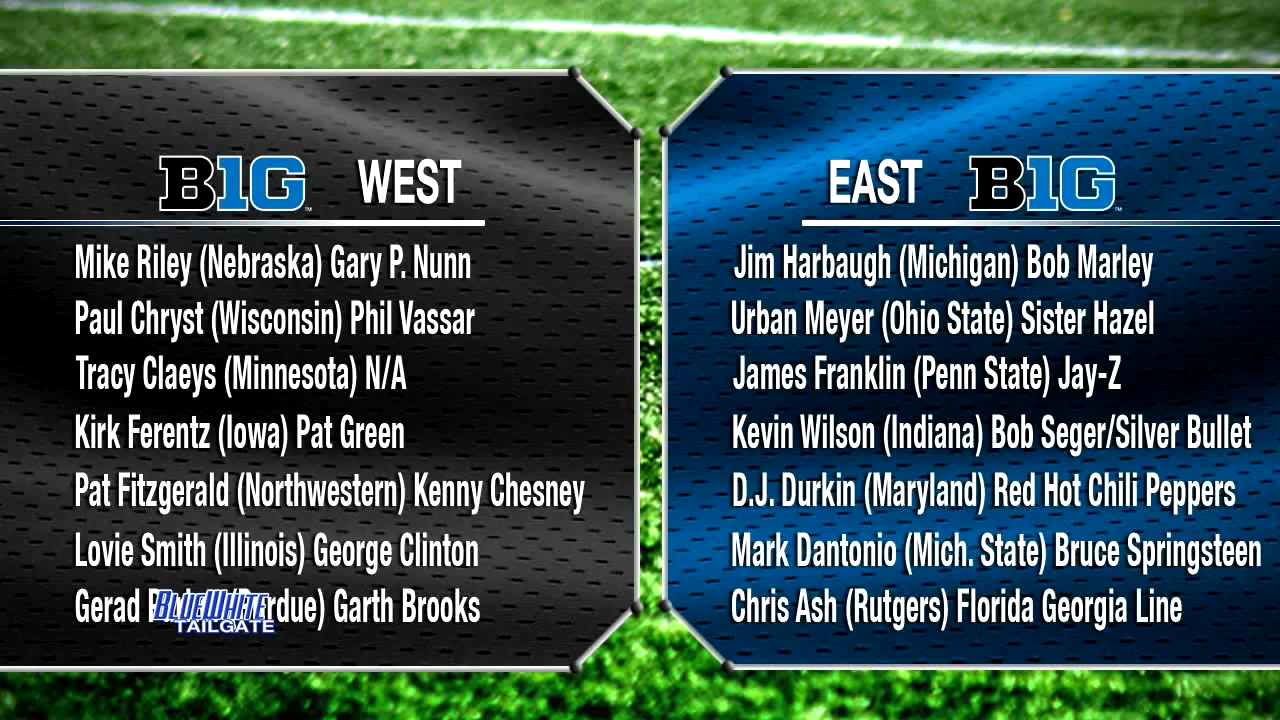 B1G WEST
Mike Riley (Nebraska) Gary P. Nunn
Paul Chryst (Wisconsin) Phil Vassar
Tracy Claeys (Minnesota) N/A
Kirk Ferentz (Iowa) Pat Green
Pat Fitzgerald (Northwestern) Kenny Chesney
Lovie Smith (Illinois) George Clinton
Gerad (Purdue) Garth Brooks
BLUE WHITE
TAILGATE
EAST B1G
Jim Harbaugh (Michigan) Bob Marley
Urban Meyer (Ohio State) Sister Hazel
James Franklin (Penn State) Jay-Z
Kevin Wilson (Indiana) Bob Seger/Silver Bullet
D.J. Durkin (Maryland) Red Hot Chili Peppers
Mark Dantonio (Mich. State) Bruce Springsteen
Chris Ash (Rutgers) Florida Georgia Line